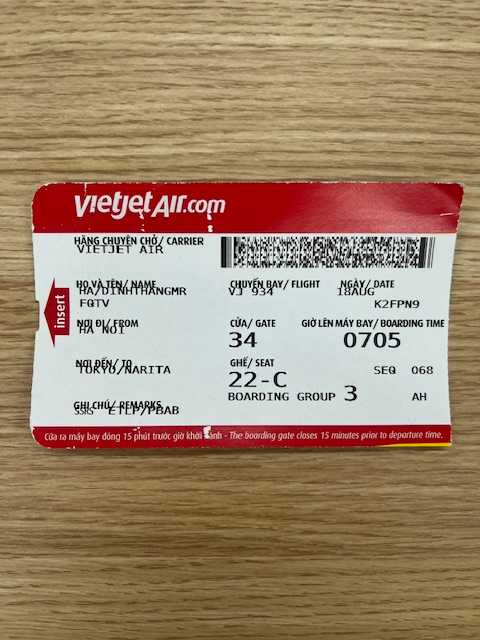 vietjetAir.com
HÃNG CHUYÊN CHỞ / CARRIER
VIETJET AIR
HỌ VÀ TÊN / NAME CHUYẾN BAY / FLIGHT NGÀY / DATE
HA/DINHTHANGMR VJ 934 18AUG
FQTV K2FPN9
insert
NƠI ĐI / FROM CỬA / GATE GIỜ LÊN MÁY BAY / BOARDING TIME
HA NOI 34 0705
NƠI ĐẾN / TO GHẾ / SEAT SEQ 068
TOKYO/NARITA 22-C
GHI CHÚ / REMARKS BOARDING GROUP 3 AH
SSRS ETLP/PBAB
Cửa ra máy bay đóng 15 phút trước giờ khởi hành - The boarding gate closes 15 minutes prior to departure time.